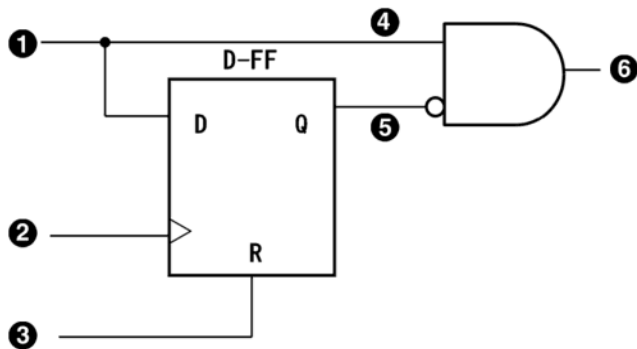 ❶
❹
D-FF
❻
D Q
❺
❷
R
❸